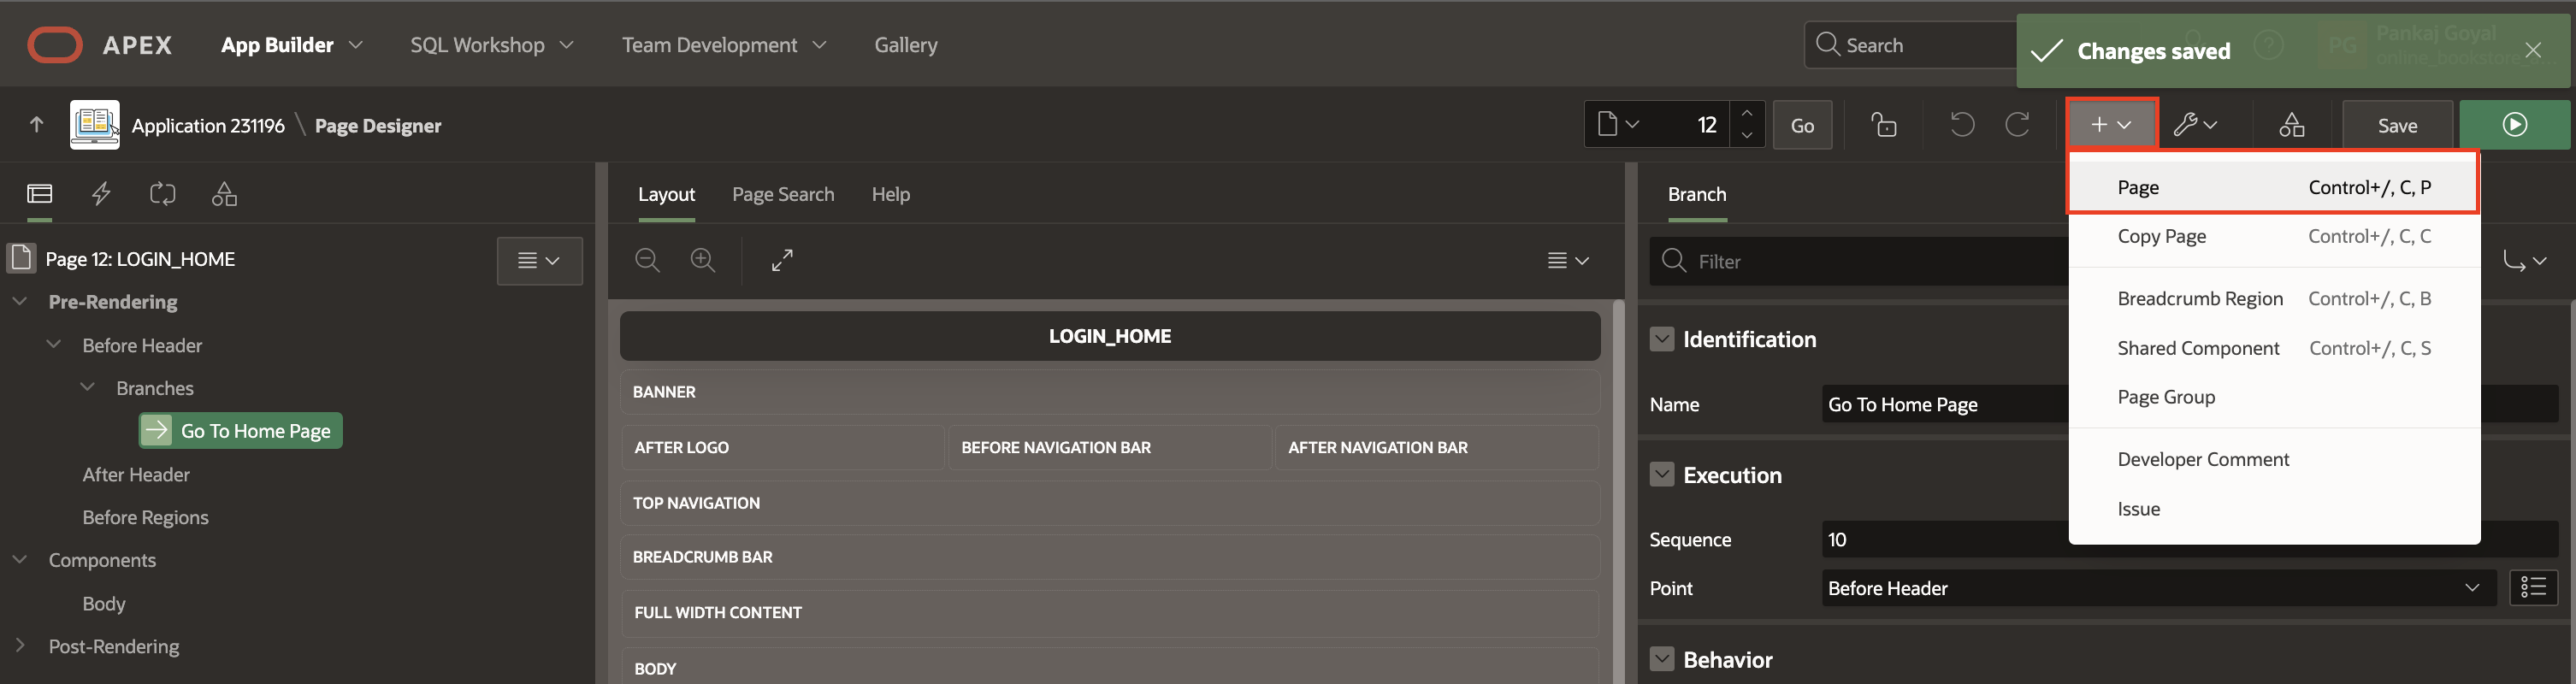 APEX
App Builder
SQL Workshop
Team Development
Gallery
Search
Changes saved
Pankaj Goyal
PG
online_bookstore_
Application 231196 \ Page Designer
12
Go
Save
Page Control+/, C, P
Copy Page Control+/, C, C
Breadcrumb Region Control+/, C, B
Shared Component Control+/, C, S
Page Group
Developer Comment
Issue
Page 12: LOGIN_HOME
Pre-Rendering
Before Header
Branches
Go To Home Page
After Header
Before Regions
Components
Body
Post-Rendering
Layout
Page Search
Help
LOGIN_HOME
BANNER
AFTER LOGO
BEFORE NAVIGATION BAR
AFTER NAVIGATION BAR
TOP NAVIGATION
BREADCRUMB BAR
FULL WIDTH CONTENT
BODY
Branch
Filter
Identification
Name Go To Home Page
Execution
Sequence 10
Point Before Header
Behavior